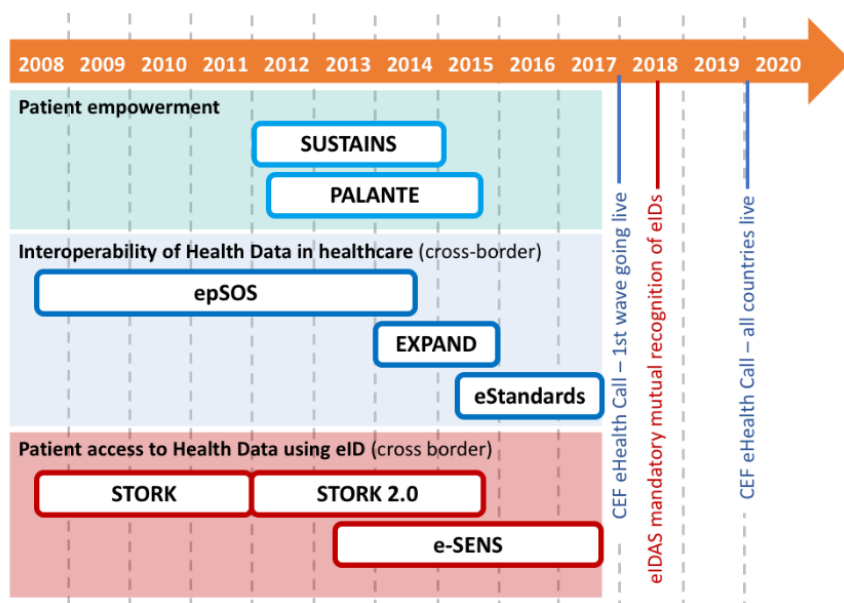 2008 2009 2010 2011 2012 2013 2014 2015 2016 2017 2018 2019 2020
Patient empowerment
SUSTAINS
PALANTE
Interoperability of Health Data in healthcare (cross-border)
epSOS
EXPAND
eStandards
Patient access to Health Data using eID (cross border)
STORK
STORK 2.0
e-SENS
CEF eHealth Call – 1st wave going live
eIDAS mandatory mutual recognition of eIDs
CEF eHealth Call – all countries live